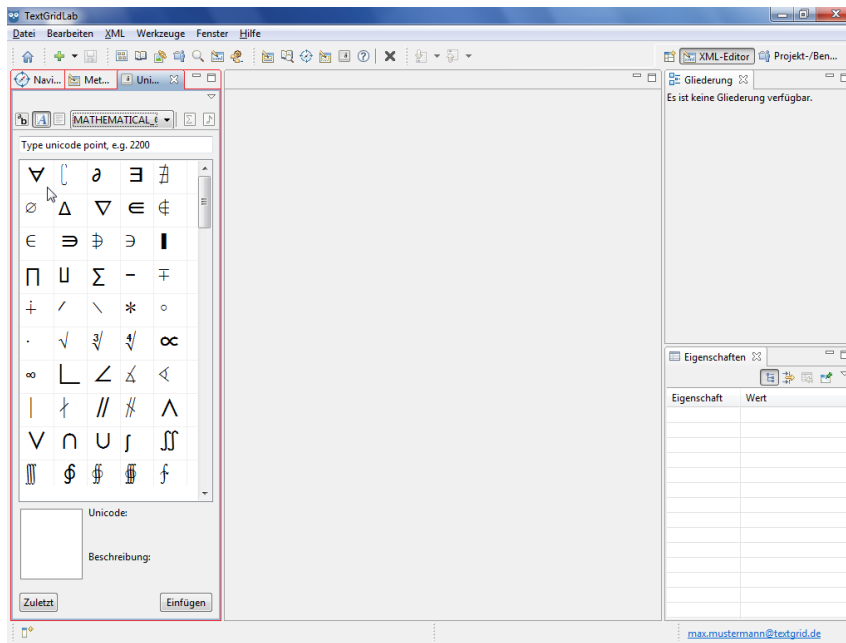 TextGridLab
Datei Bearbeiten XML Werkzeuge Fenster Hilfe
XML-Editor Projekt-/Ben...
Navi... Met... Uni...
Gliederung
Es ist keine Gliederung verfügbar.
MATHEMATICAL_
Type unicode point, e.g. 2200
∀ ∁ ∂ ∃ ∄
∅ ∆ ∇ ∈ ∉
∊ ∋ ∌ ∍ ∎
∏ ∐ ∑ − ∓
∔ ∕ ∖ ∗ ∘
∙ √ ∛ ∜ ∝
∞ ∟ ∠ ∡ ∢
∣ ∤ ∥ ∦ ∧
∨ ∩ ∪ ∫ ∬
∭ ∮ ∯ ∰ ∱
Eigenschaften
Eigenschaft Wert
Unicode:
Beschreibung:
Zuletzt Einfügen
max.mustermann@textgrid.de